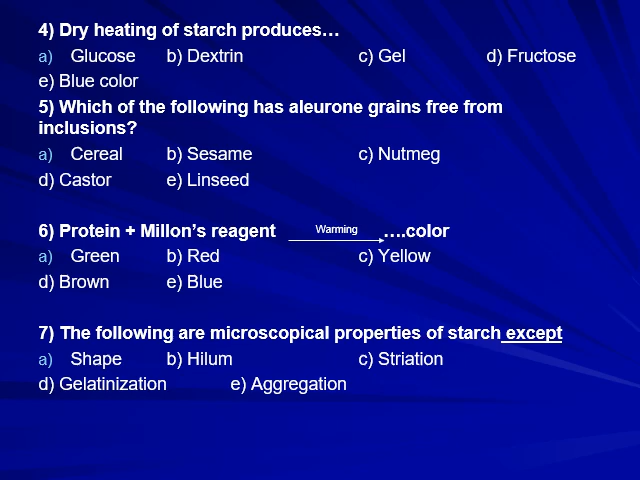 4) Dry heating of starch produces…
a) Glucose b) Dextrin c) Gel d) Fructose
e) Blue color
5) Which of the following has aleurone grains free from
inclusions?
a) Cereal b) Sesame c) Nutmeg
d) Castor e) Linseed
6) Protein + Millon’s reagent Warming ….color
a) Green b) Red c) Yellow
d) Brown e) Blue
7) The following are microscopical properties of starch except
a) Shape b) Hilum c) Striation
d) Gelatinization e) Aggregation